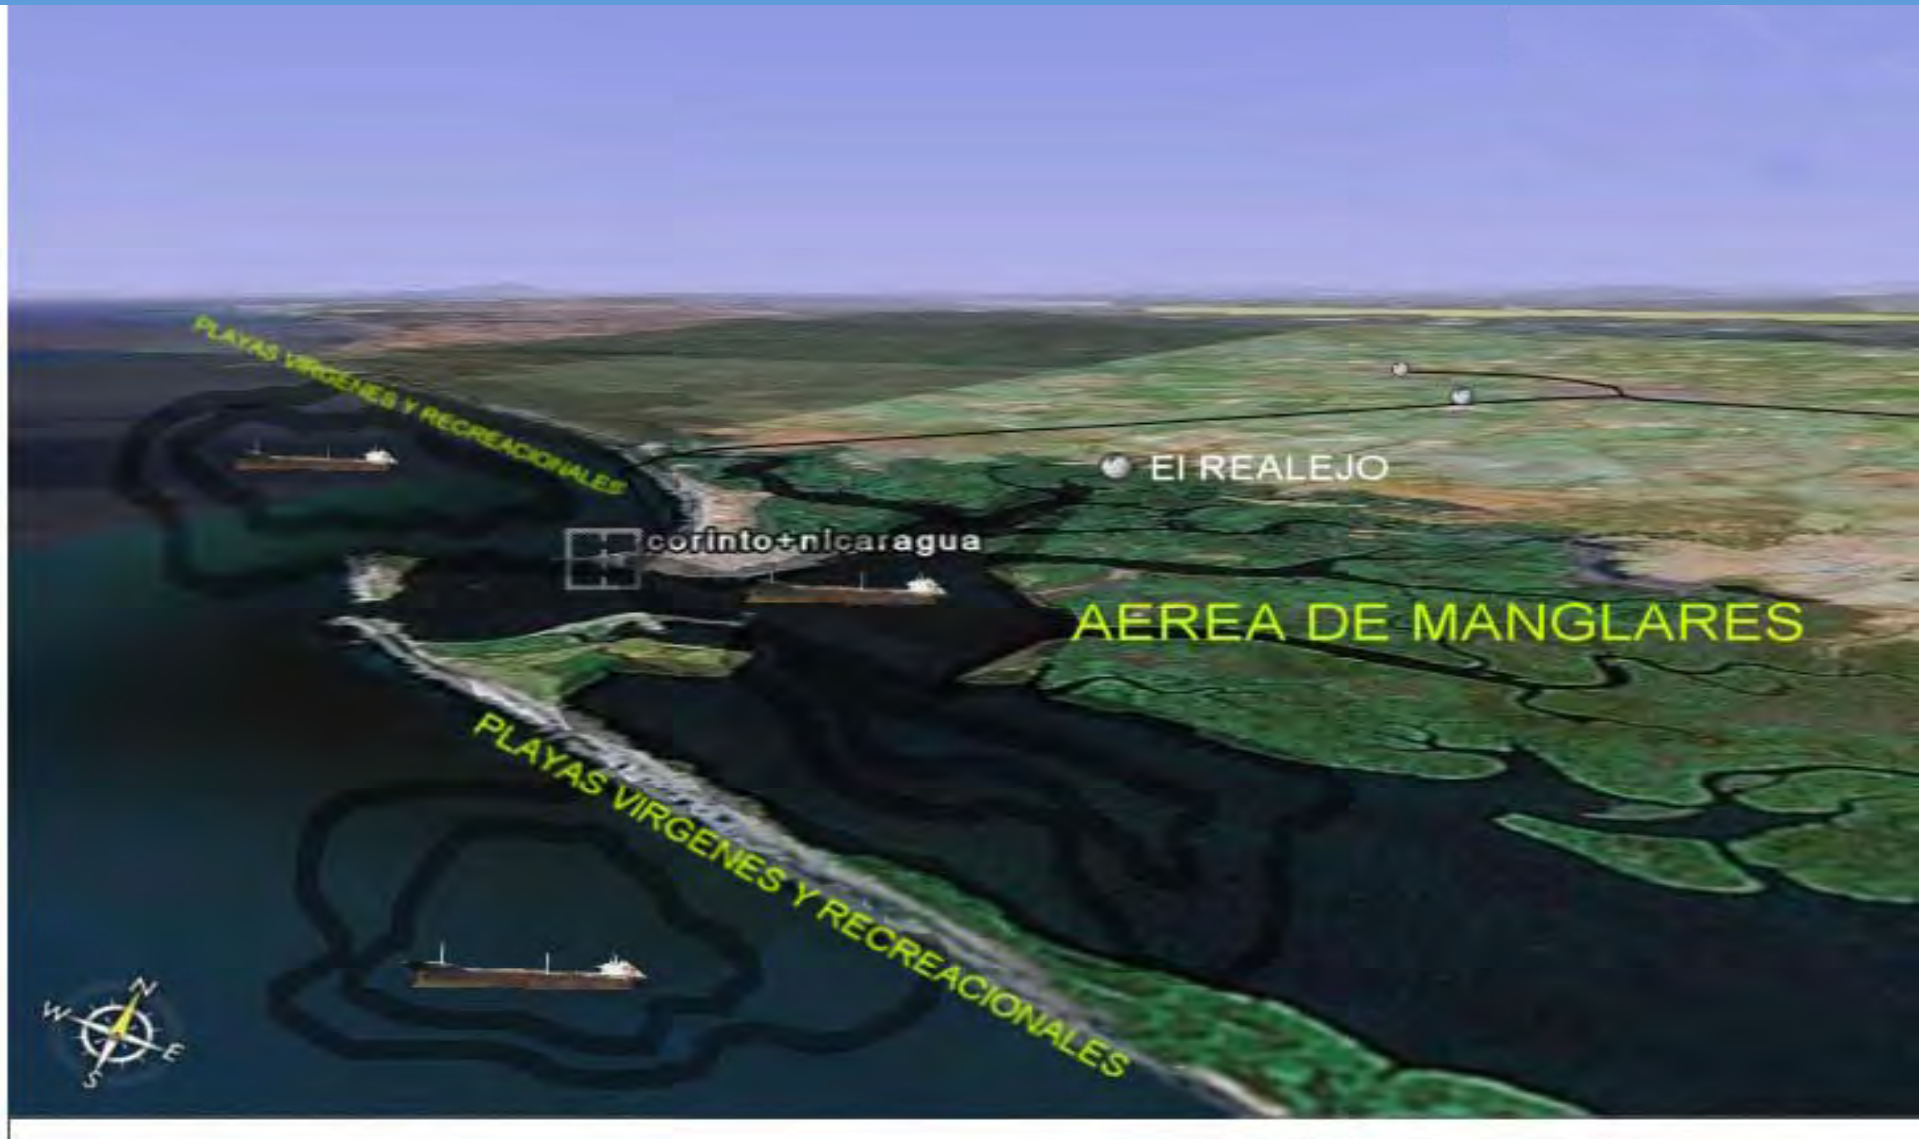 PLAYAS VIRGENES Y RECREACIONALES
El REALEJO
corinto+nicaragua
AEREA DE MANGLARES
PLAYAS VIRGENES Y RECREACIONALES
N
W
E
S